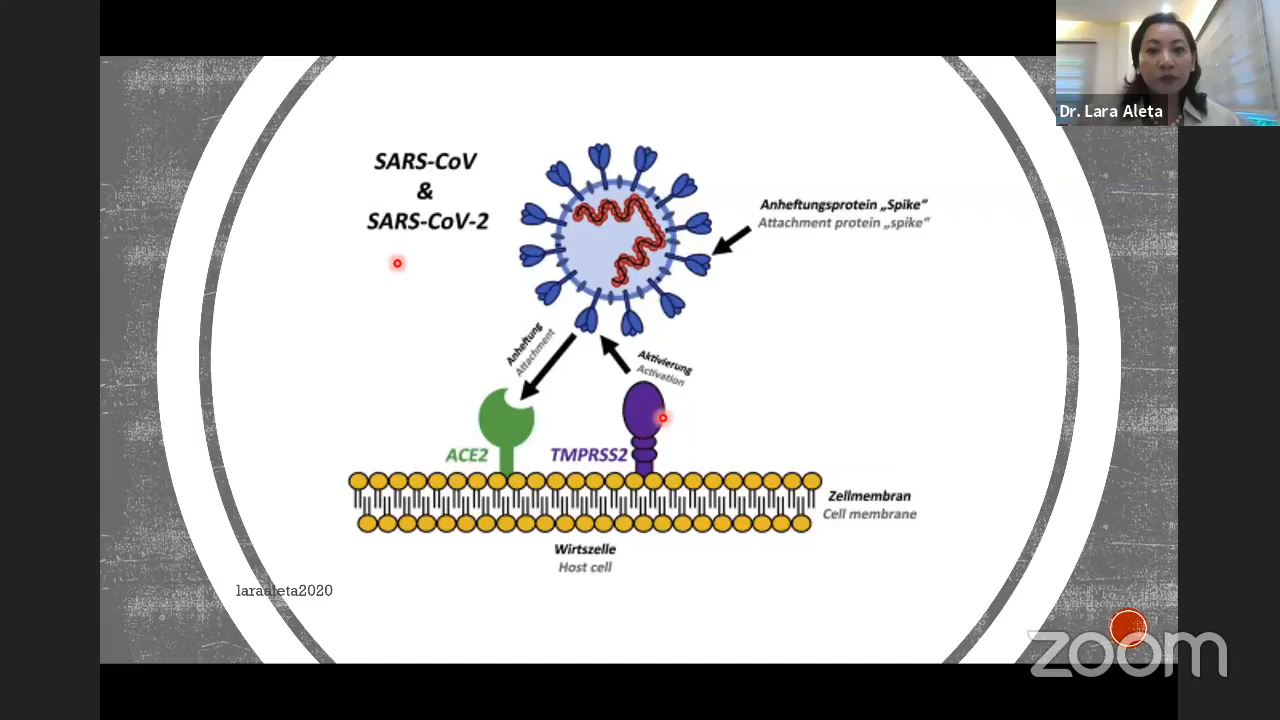 Dr. Lara Aleta
SARS-CoV
&
SARS-CoV-2
Anheftungsprotein „Spike”
Attachment protein „spike”
Anheftung
Attachment
Aktivierung
Activation
ACE2
TMPRSS2
Zellmembran
Cell membrane
Wirtszelle
Host cell
laraaleta2020
zoom